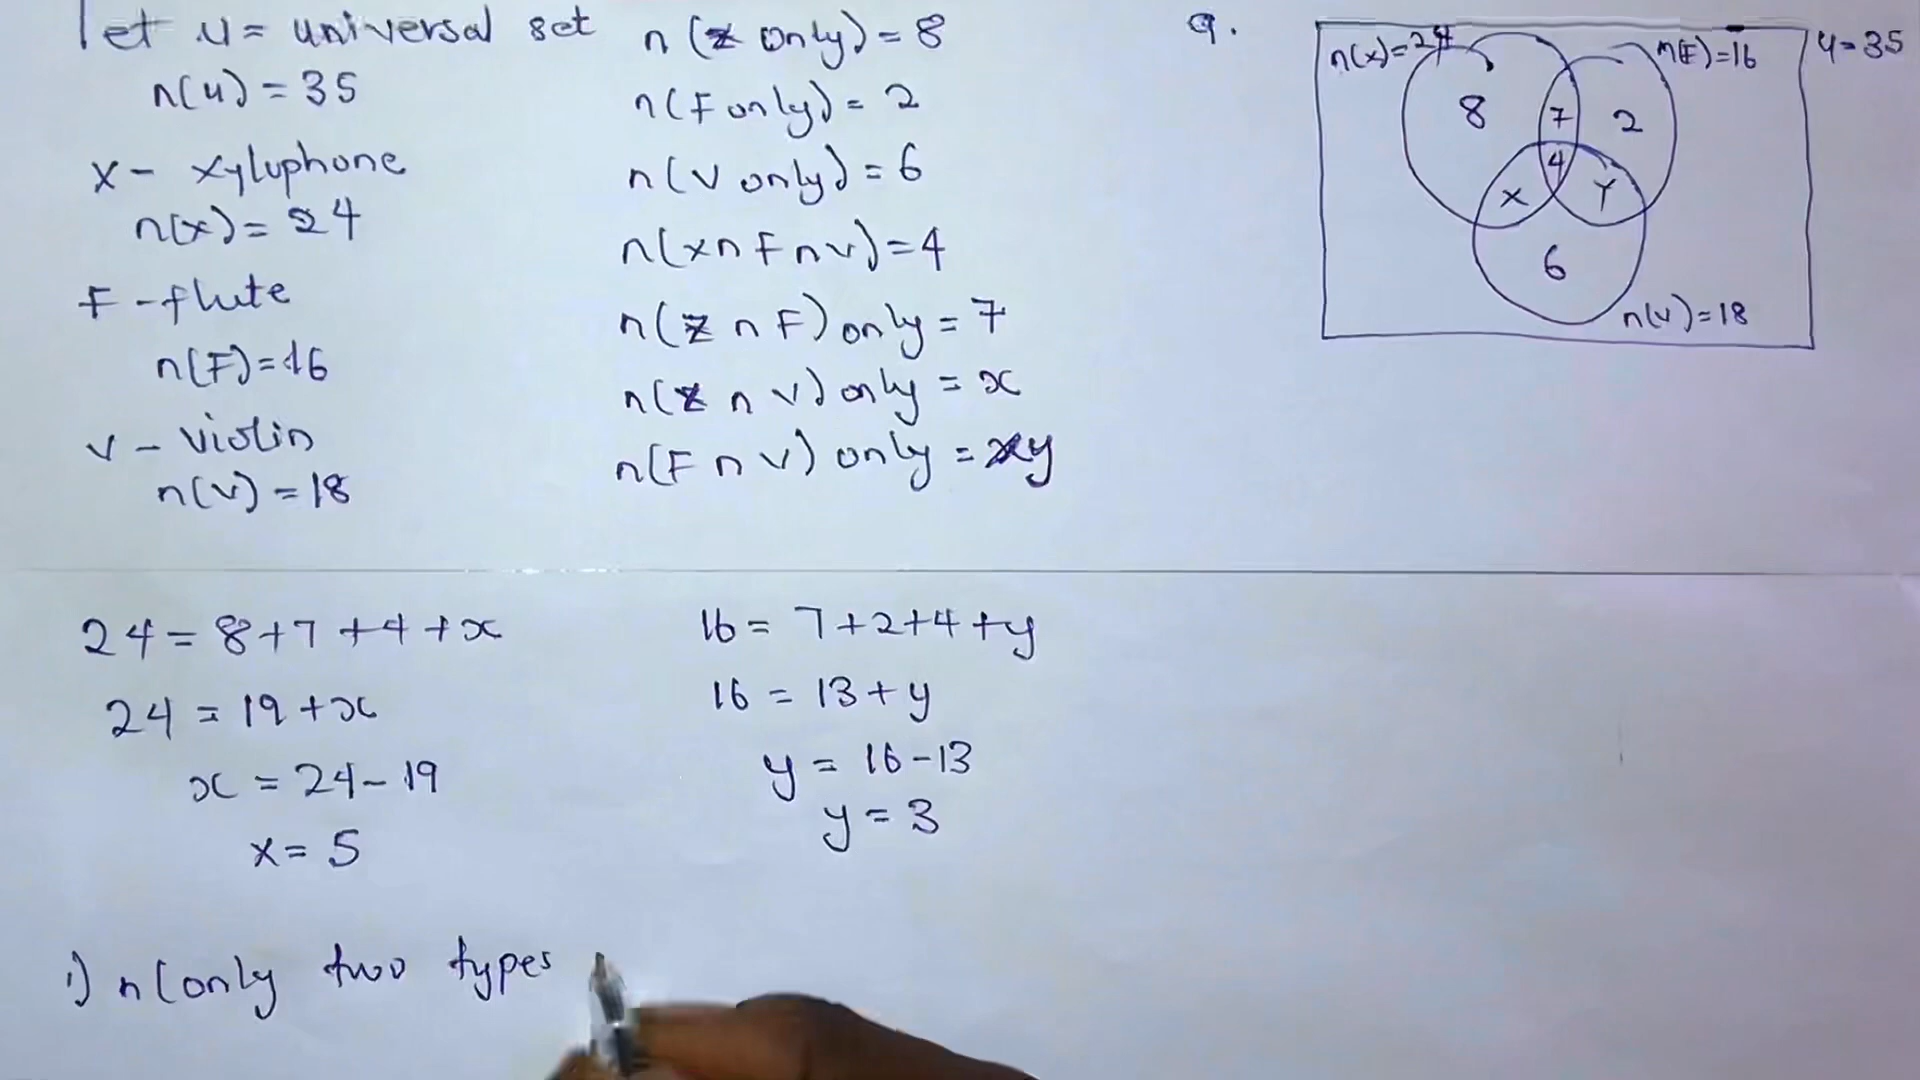 let u = universal set
n(u) = 35
x - xylophone
n(x) = 24
F - flute
n(F) = 16
v - violin
n(v) = 18
n(x only) = 8
n(F only) = 2
n(v only) = 6
n(x n F n v) = 4
n(x n F) only = 7
n(x n v) only = x
n(F n v) only = y
9.
n(x)=24
n(F)=16
u=35
8
7
2
4
x
y
6
n(v)=18
24 = 8+7+4+x
24 = 19+x
x = 24-19
x = 5
16 = 7+2+4+y
16 = 13+y
y = 16-13
y = 3
i) n(only two types